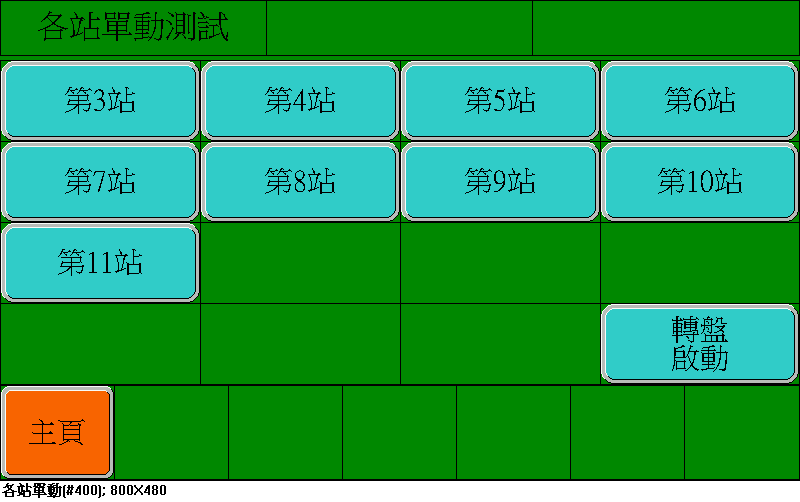 各站單動測試
第3站
第4站
第5站
第6站
第7站
第8站
第9站
第10站
第11站
轉盤
啟動
主頁
各站單動(#400); 800X480